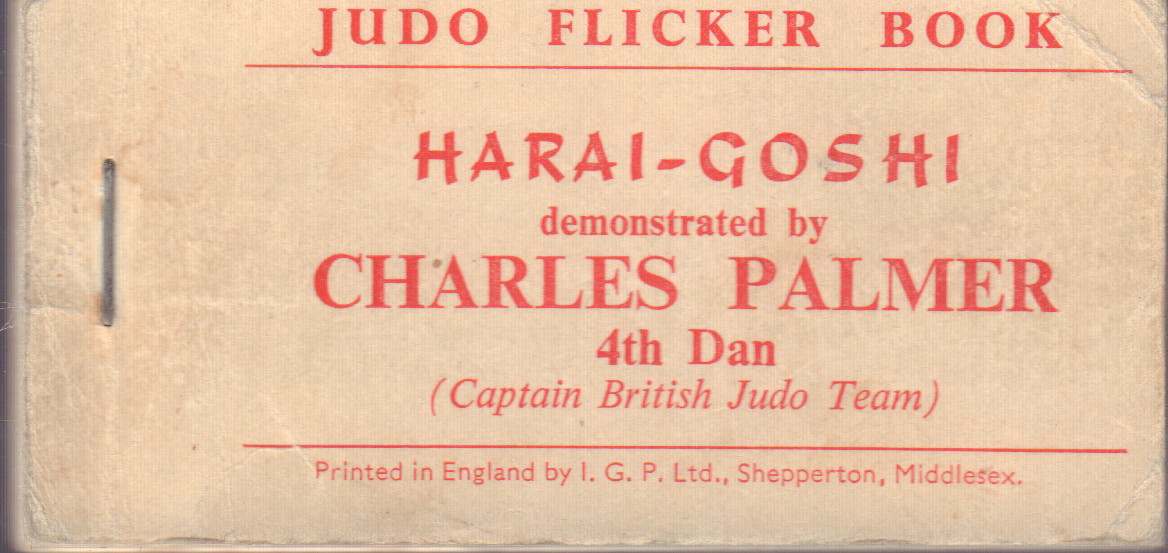 JUDO FLICKER BOOK
HARAI-GOSHI
demonstrated by
CHARLES PALMER
4th Dan
(Captain British Judo Team)
Printed in England by I. G. P. Ltd., Shepperton, Middlesex.